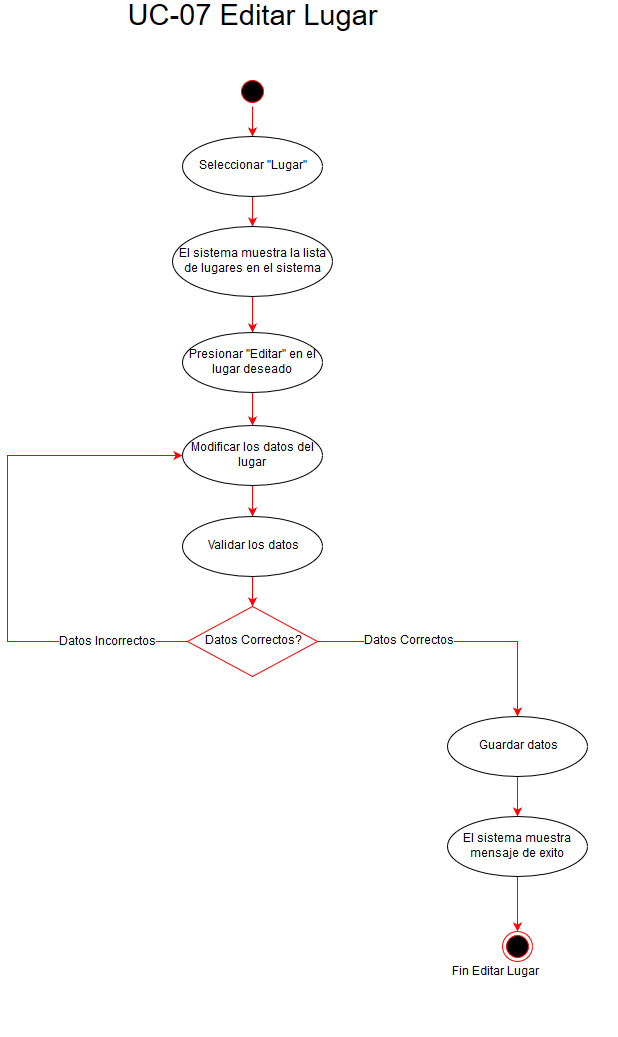 UC-07 Editar Lugar
Seleccionar "Lugar"
El sistema muestra la lista
de lugares en el sistema
Presionar "Editar" en el
lugar deseado
Modificar los datos del
lugar
Validar los datos
Datos Incorrectos
Datos Correctos?
Datos Correctos
Guardar datos
El sistema muestra
mensaje de exito
Fin Editar Lugar